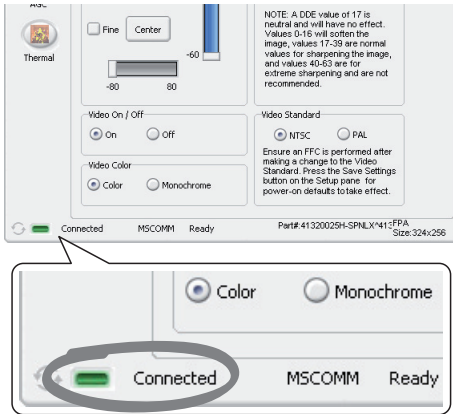 AGC
Thermal
Fine
Center
-60
-80
80
NOTE: A DDE value of 17 is
neutral and will have no effect.
Values 0-16 will soften the
image, values 17-39 are normal
values for sharpening the image,
and values 40-63 are for
extreme sharpening and are not
recommended.
Video On / Off
On
Off
Video Color
Color
Monochrome
Video Standard
NTSC
PAL
Ensure an FFC is performed after
making a change to the Video
Standard. Press the Save Settings
button on the Setup pane for
power-on defaults to take effect.
Connected
MSCOMM
Ready
Part#:41320025H-SPNLX^413
FPA
Size:324x256
Color
Monochrome
Connected
MSCOMM
Ready